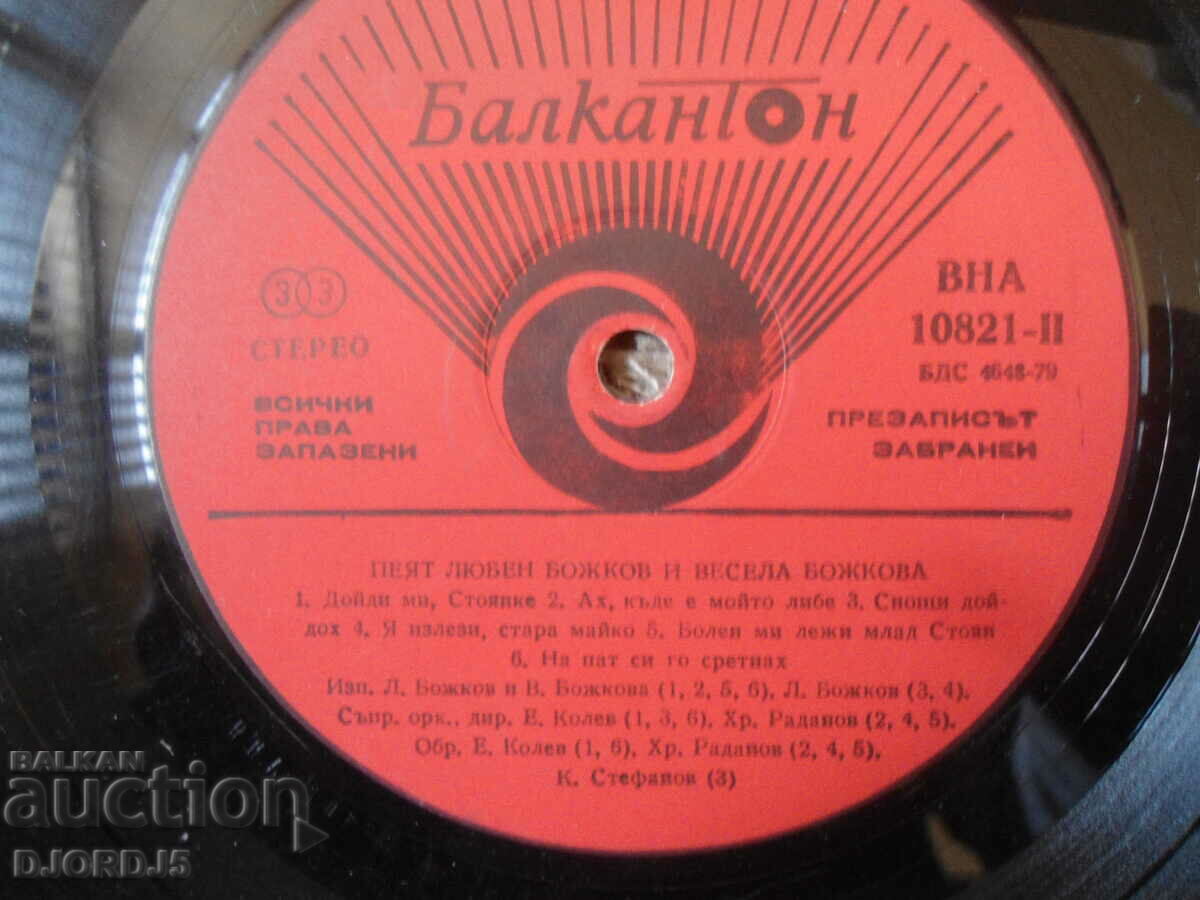 Балкантон
33
СТЕРЕО
ВСИЧКИ
ПРАВА
ЗАПАЗЕНИ
ВНА
10821-II
БДС 4648-79
ПРЕЗАПИСЪТ
ЗАБРАНЕН
ПЕЯТ ЛЮБЕН БОЖКОВ И ВЕСЕЛА БОЖКОВА
1. Дойди ми, Стоянке 2. Ах, къде е мойто либе 3. Снощи дой-
дох 4. Я излези, стара майко 5. Болен ми лежи млад Стоян
6. На пат си го сретнах
Изп. Л. Божков и В. Божкова (1, 2, 5, 6), Л. Божков (3, 4),
Съпр. орк., дир. Е. Колев (1, 3, 6), Хр. Раданов (2, 4, 5),
Обр. Е. Колев (1, 6), Хр. Раданов (2, 4, 5),
К. Стефанов (3)
BALKAN
auction
DJORDJ5